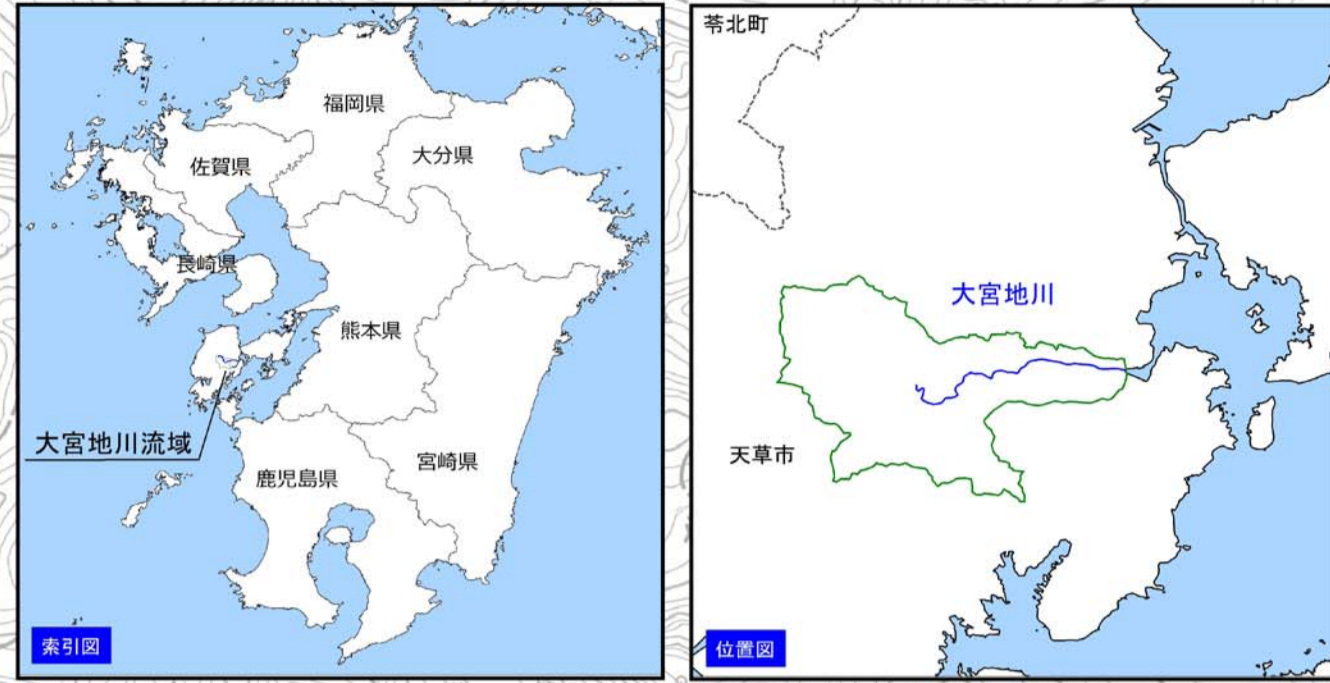 福岡県
佐賀県
大分県
長崎県
熊本県
大宮地川流域
宮崎県
鹿児島県
索引図
苓北町
大宮地川
天草市
位置図